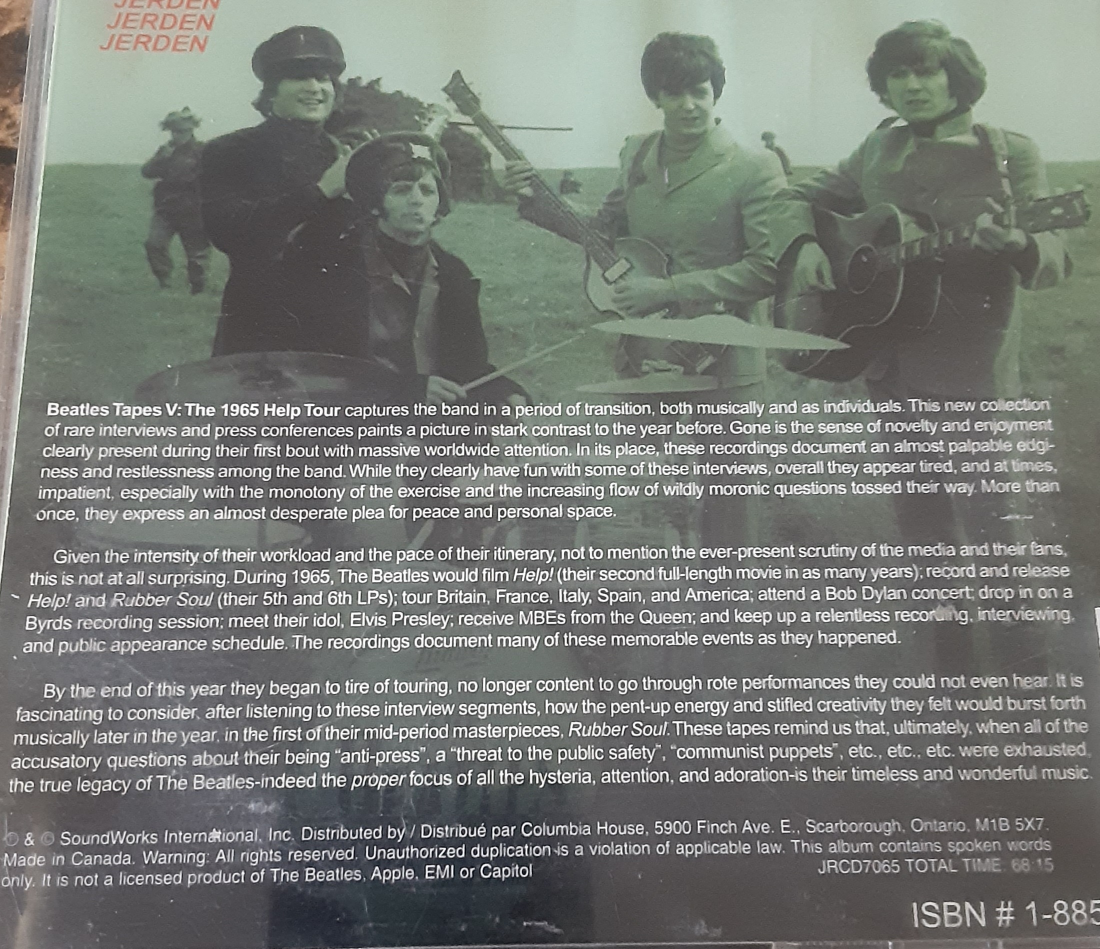 JERDEN
JERDEN
JERDEN
Beatles Tapes V: The 1965 Help Tour captures the band in a period of transition, both musically and as individuals. This new collection
of rare interviews and press conferences paints a picture in stark contrast to the year before. Gone is the sense of novelty and enjoyment
clearly present during their first bout with massive worldwide attention. In its place, these recordings document an almost palpable edgi-
ness and restlessness among the band. While they clearly have fun with some of these interviews, overall they appear tired, and at times,
impatient, especially with the monotony of the exercise and the increasing flow of wildly moronic questions tossed their way. More than
once, they express an almost desperate plea for peace and personal space.
Given the intensity of their workload and the pace of their itinerary, not to mention the ever-present scrutiny of the media and their fans,
this is not at all surprising. During 1965, The Beatles would film Help! (their second full-length movie in as many years); record and release
Help! and Rubber Soul (their 5th and 6th LPs); tour Britain, France, Italy, Spain, and America; attend a Bob Dylan concert; drop in on a
Byrds recording session; meet their idol, Elvis Presley; receive MBEs from the Queen; and keep up a relentless recording, interviewing,
and public appearance schedule. The recordings document many of these memorable events as they happened.
By the end of this year they began to tire of touring, no longer content to go through rote performances they could not even hear. It is
fascinating to consider, after listening to these interview segments, how the pent-up energy and stifled creativity they felt would burst forth
musically later in the year, in the first of their mid-period masterpieces, Rubber Soul. These tapes remind us that, ultimately, when all of the
accusatory questions about their being "anti-press", a "threat to the public safety", "communist puppets", etc., etc., etc. were exhausted,
the true legacy of The Beatles-indeed the proper focus of all the hysteria, attention, and adoration-is their timeless and wonderful music.
℗ & © SoundWorks International, Inc. Distributed by / Distribué par Columbia House, 5900 Finch Ave. E., Scarborough, Ontario, M1B 5X7.
Made in Canada. Warning: All rights reserved. Unauthorized duplication is a violation of applicable law. This album contains spoken words
only. It is not a licensed product of The Beatles, Apple, EMI or Capitol
JRCD7065 TOTAL TIME: 68:15
ISBN # 1-885